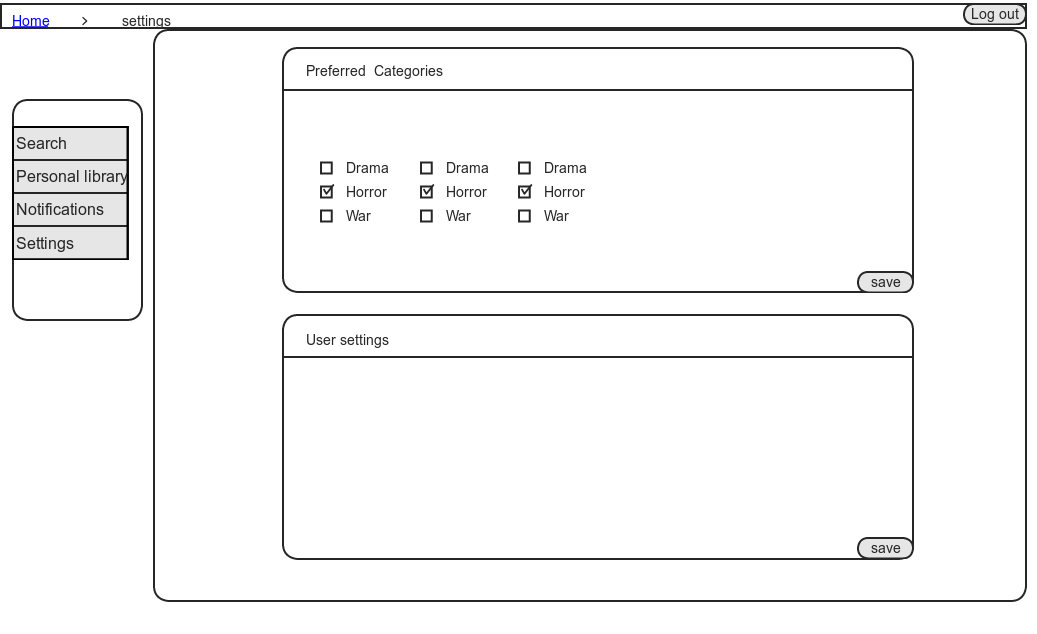 Home > settings Log out
Search
Personal library
Notifications
Settings
Preferred Categories
Drama Drama Drama
Horror Horror Horror
War War War
save
User settings
save